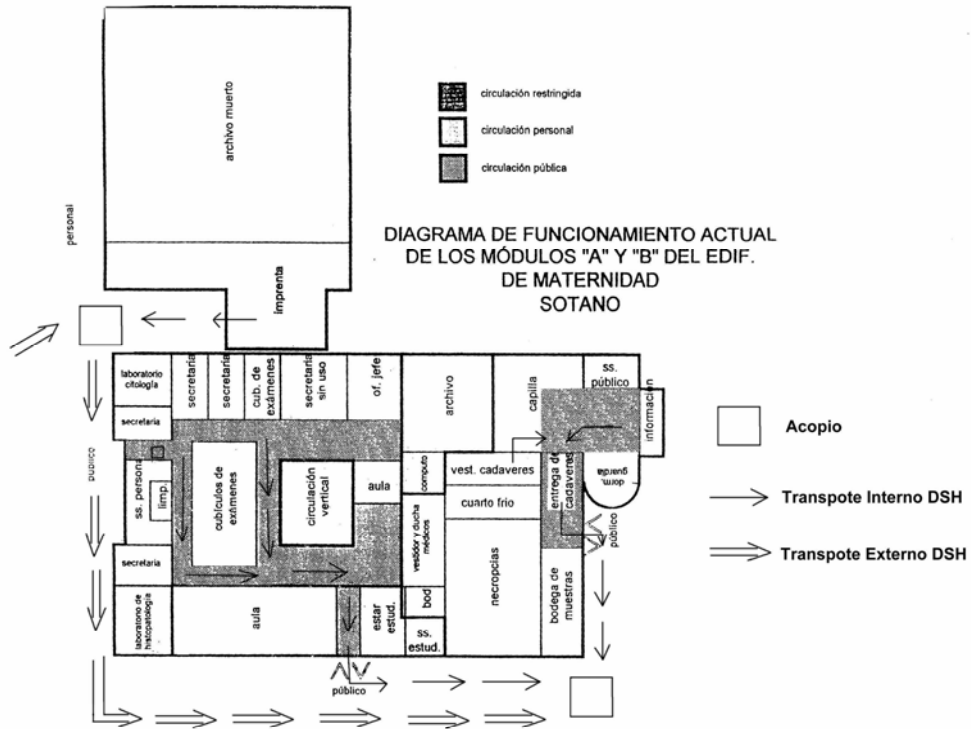 circulación restringida
circulación personal
circulación pública
DIAGRAMA DE FUNCIONAMIENTO ACTUAL
DE LOS MÓDULOS "A" Y "B" DEL EDIF.
DE MATERNIDAD
SOTANO
archivo muerto
personal
imprenta
laboratorio
citología
secretaria
secretaria
secretaria
cub. de
exámenes
secretaria
sin uso
of. jefe
archivo
capilla
ss.
público
información
público
ss. persona
limp.
cubículos de
exámenes
circulación
vertical
aula
computo
vest. cadaveres
cuarto frio
entrega de
cadaveres
dorm.
guardia
público
secretaria
vestidor y ducha
médicos
necropcias
bodega de
muestras
laboratorio de
histopatología
aula
estar
estud.
bod
ss.
estud.
público
Acopio
Transpote Interno DSH
Transpote Externo DSH